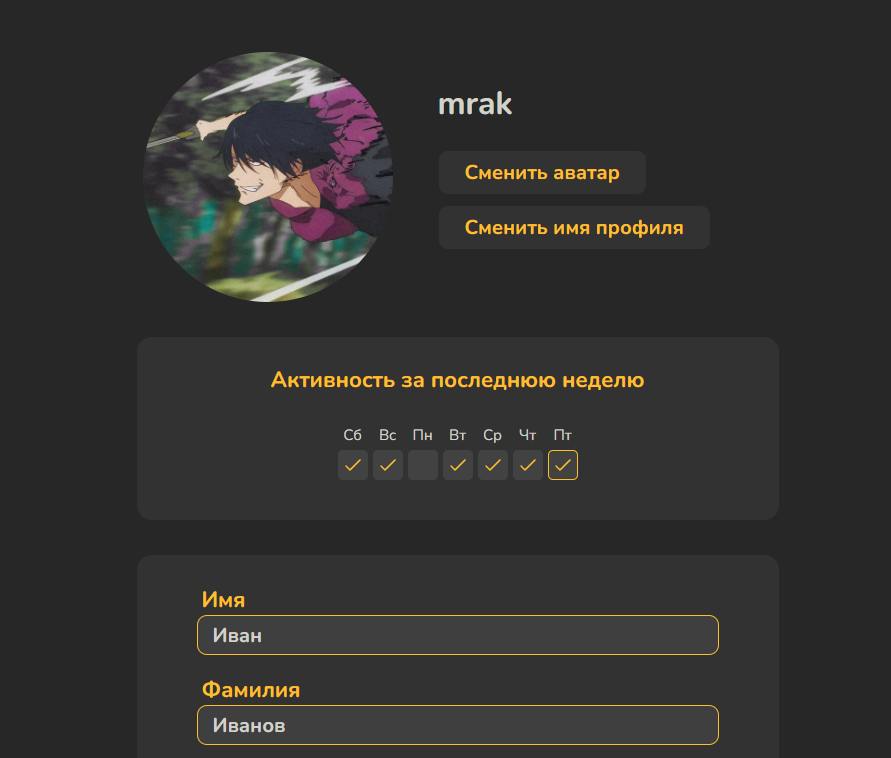 mrak
Сменить аватар
Сменить имя профиля
Активность за последнюю неделю
Сб Вс Пн Вт Ср Чт Пт
Имя
Иван
Фамилия
Иванов